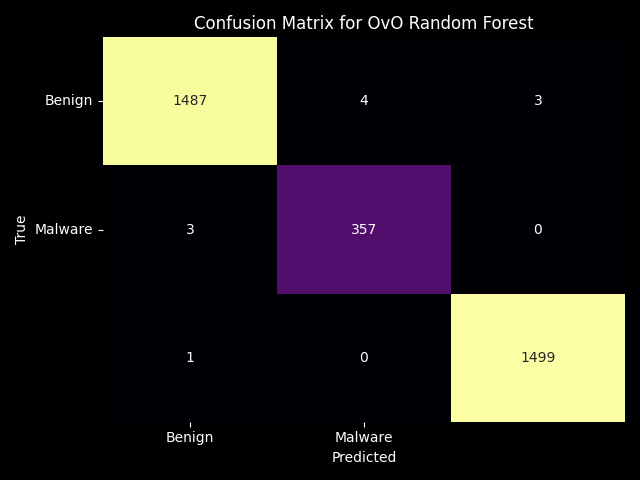 Confusion Matrix for OvO Random Forest
Benign 1487 4 3
Malware 3 357 0
1 0 1499
True
Benign Malware
Predicted